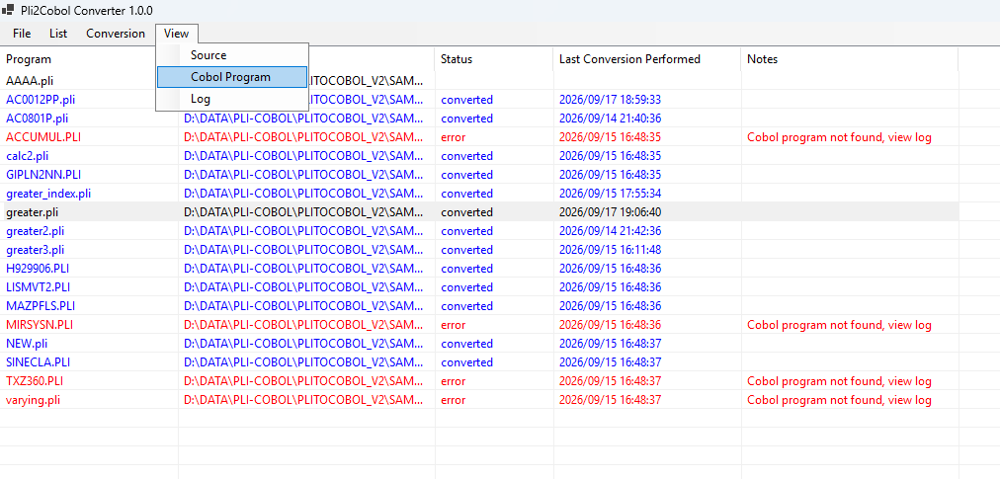 Pli2Cobol Converter 1.0.0
File List Conversion View
Source
Cobol Program
Log
Program Status Last Conversion Performed Notes
AAAA.pli PLITOCOBOL_V2\SAM...
AC0012PP.pli PLITOCOBOL_V2\SAM... converted 2026/09/17 18:59:33
AC0801P.pli D:\DATA\PLI-COBOL\PLITOCOBOL_V2\SAM... converted 2026/09/14 21:40:36
ACCUMUL.PLI D:\DATA\PLI-COBOL\PLITOCOBOL_V2\SAM... error 2026/09/15 16:48:35 Cobol program not found, view log
calc2.pli D:\DATA\PLI-COBOL\PLITOCOBOL_V2\SAM... converted 2026/09/15 16:48:35
GIPLN2NN.PLI D:\DATA\PLI-COBOL\PLITOCOBOL_V2\SAM... converted 2026/09/15 16:48:35
greater_index.pli D:\DATA\PLI-COBOL\PLITOCOBOL_V2\SAM... converted 2026/09/15 17:55:34
greater.pli D:\DATA\PLI-COBOL\PLITOCOBOL_V2\SAM... converted 2026/09/17 19:06:40
greater2.pli D:\DATA\PLI-COBOL\PLITOCOBOL_V2\SAM... converted 2026/09/14 21:42:36
greater3.pli D:\DATA\PLI-COBOL\PLITOCOBOL_V2\SAM... converted 2026/09/15 16:11:48
H929906.PLI D:\DATA\PLI-COBOL\PLITOCOBOL_V2\SAM... converted 2026/09/15 16:48:36
LISMVT2.PLI D:\DATA\PLI-COBOL\PLITOCOBOL_V2\SAM... converted 2026/09/15 16:48:36
MAZPFLS.PLI D:\DATA\PLI-COBOL\PLITOCOBOL_V2\SAM... converted 2026/09/15 16:48:36
MIRSYSN.PLI D:\DATA\PLI-COBOL\PLITOCOBOL_V2\SAM... error 2026/09/15 16:48:36 Cobol program not found, view log
NEW.pli D:\DATA\PLI-COBOL\PLITOCOBOL_V2\SAM... converted 2026/09/15 16:48:37
SINECLA.PLI D:\DATA\PLI-COBOL\PLITOCOBOL_V2\SAM... converted 2026/09/15 16:48:37
TXZ360.PLI D:\DATA\PLI-COBOL\PLITOCOBOL_V2\SAM... error 2026/09/15 16:48:37 Cobol program not found, view log
varying.pli D:\DATA\PLI-COBOL\PLITOCOBOL_V2\SAM... error 2026/09/15 16:48:37 Cobol program not found, view log